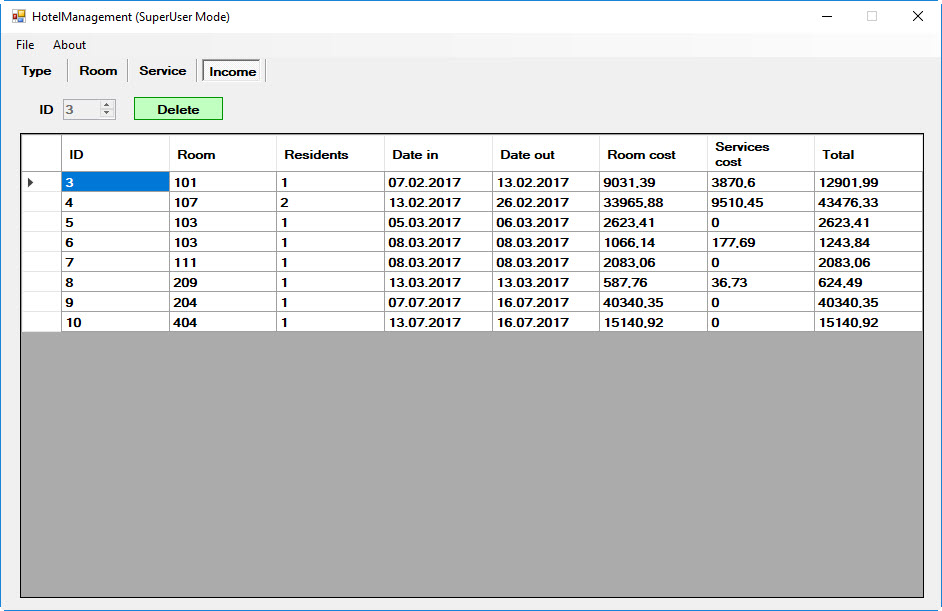 HotelManagement (SuperUser Mode)
File About
Type Room Service Income
ID 3 Delete
ID Room Residents Date in Date out Room cost Services cost Total
3 101 1 07.02.2017 13.02.2017 9031,39 3870,6 12901,99
4 107 2 13.02.2017 26.02.2017 33965,88 9510,45 43476,33
5 103 1 05.03.2017 06.03.2017 2623,41 0 2623,41
6 103 1 08.03.2017 08.03.2017 1066,14 177,69 1243,84
7 111 1 08.03.2017 08.03.2017 2083,06 0 2083,06
8 209 1 13.03.2017 13.03.2017 587,76 36,73 624,49
9 204 1 07.07.2017 16.07.2017 40340,35 0 40340,35
10 404 1 13.07.2017 16.07.2017 15140,92 0 15140,92